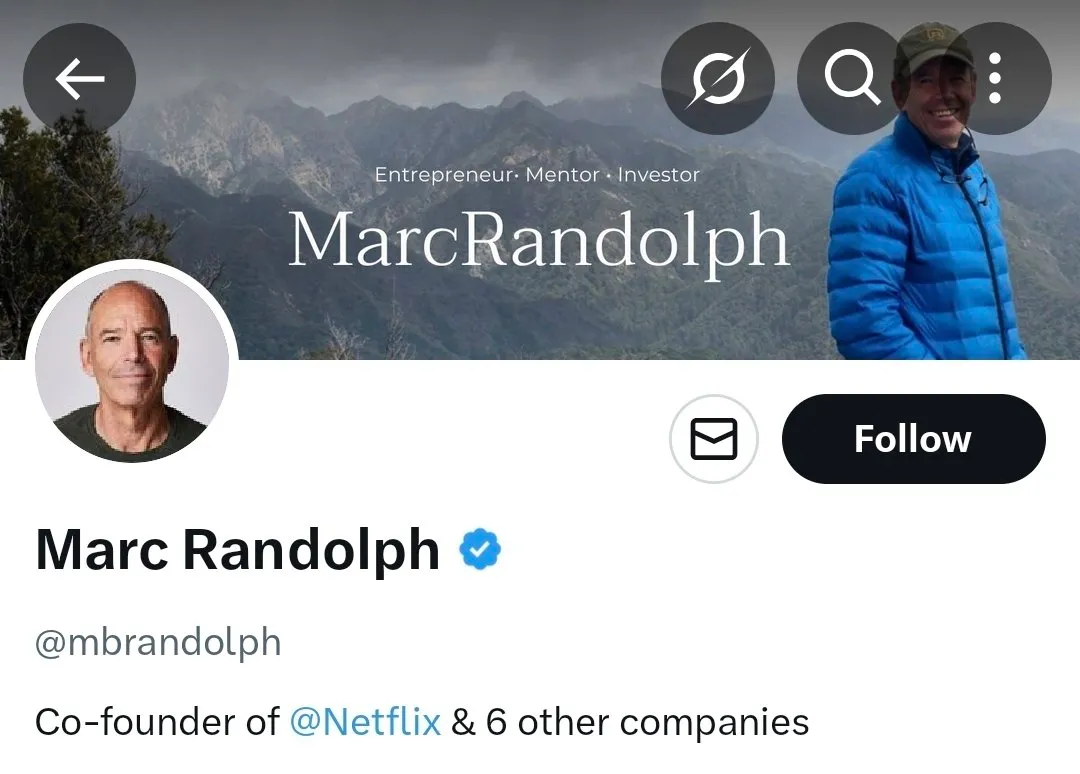 Entrepreneur• Mentor • Investor
MarcRandolph
Follow
Marc Randolph
@mbrandolph
Co-founder of @Netflix & 6 other companies